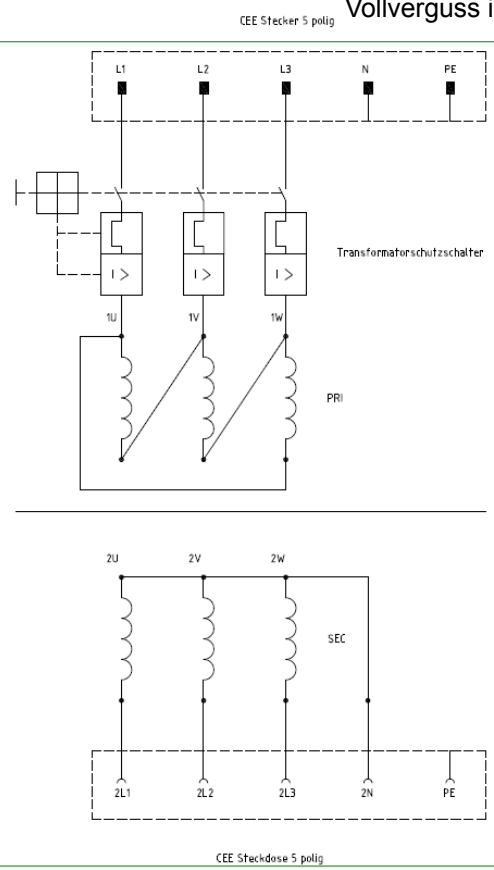 CEE Stecker 5 polig
Vollverguss i
L1 L2 L3 N PE
Transformatorschutzschalter
I > I > I >
1U 1V 1W
PRI
2U 2V 2W
SEC
2L1 2L2 2L3 2N PE
CEE Steckdose 5 polig